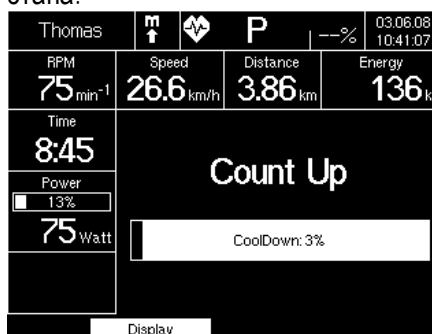 Thomas m P --% 03.06.08
10:41:07
RPM Speed Distance Energy
75 min-1 26.6 km/h 3.86 km 136 k
Time
8:45
Count Up
Power
13%
75 Watt
CoolDown: 3%
Display